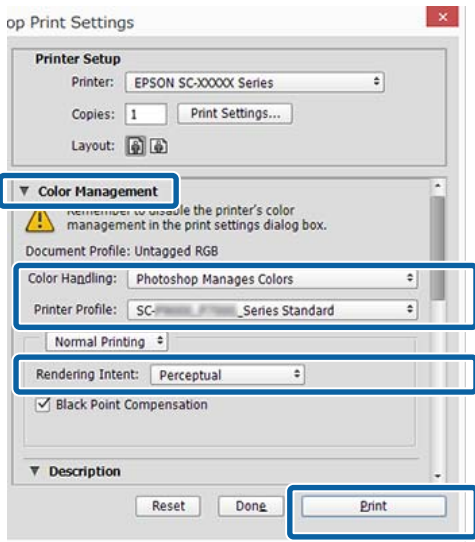 op Print Settings
Printer Setup
Printer: EPSON SC-XXXXX Series
Copies: 1 Print Settings...
Layout:
Color Management
Remember to disable the printer's color
management in the print settings dialog box.
Document Profile: Untagged RGB
Color Handling: Photoshop Manages Colors
Printer Profile: SC- _Series Standard
Normal Printing
Rendering Intent: Perceptual
Black Point Compensation
Description
Reset Done Print